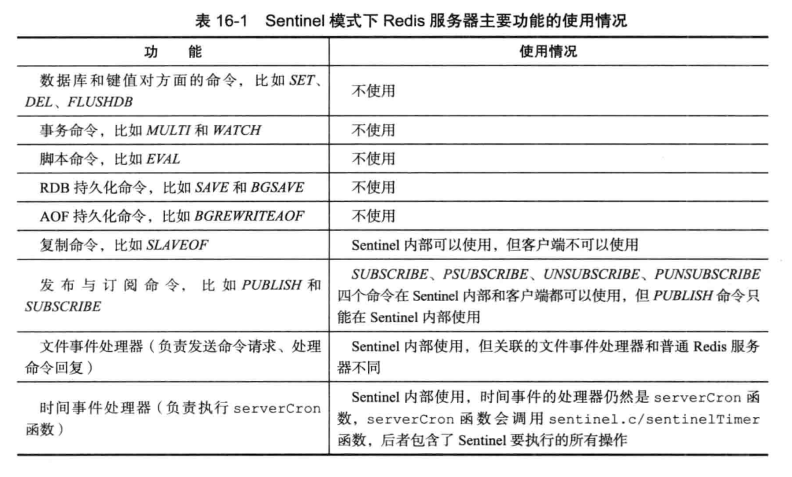 表 16-1 Sentinel 模式下 Redis 服务器主要功能的使用情况
功 能 使用情况
数据库和键值对方面的命令，比如 SET、
DEL、FLUSHDB
不使用
事务命令，比如 MULTI 和 WATCH 不使用
脚本命令，比如 EVAL 不使用
RDB 持久化命令，比如 SAVE 和 BGSAVE 不使用
AOF 持久化命令，比如 BGREWRITEAOF 不使用
复制命令，比如 SLAVEOF Sentinel 内部可以使用，但客户端不可以使用
发布与订阅命令，比如 PUBLISH 和
SUBSCRIBE
SUBSCRIBE、PSUBSCRIBE、UNSUBSCRIBE、PUNSUBSCRIBE
四个命令在 Sentinel 内部和客户端都可以使用，但 PUBLISH 命令只
能在 Sentinel 内部使用
文件事件处理器（负责发送命令请求、处理
命令回复）
Sentinel 内部使用，但关联的文件事件处理器和普通 Redis 服务
器不同
时间事件处理器（负责执行 serverCron
函数）
Sentinel 内部使用，时间事件的处理器仍然是 serverCron 函
数，serverCron 函数会调用 sentinel.c/sentinelTimer
函数，后者包含了 Sentinel 要执行的所有操作